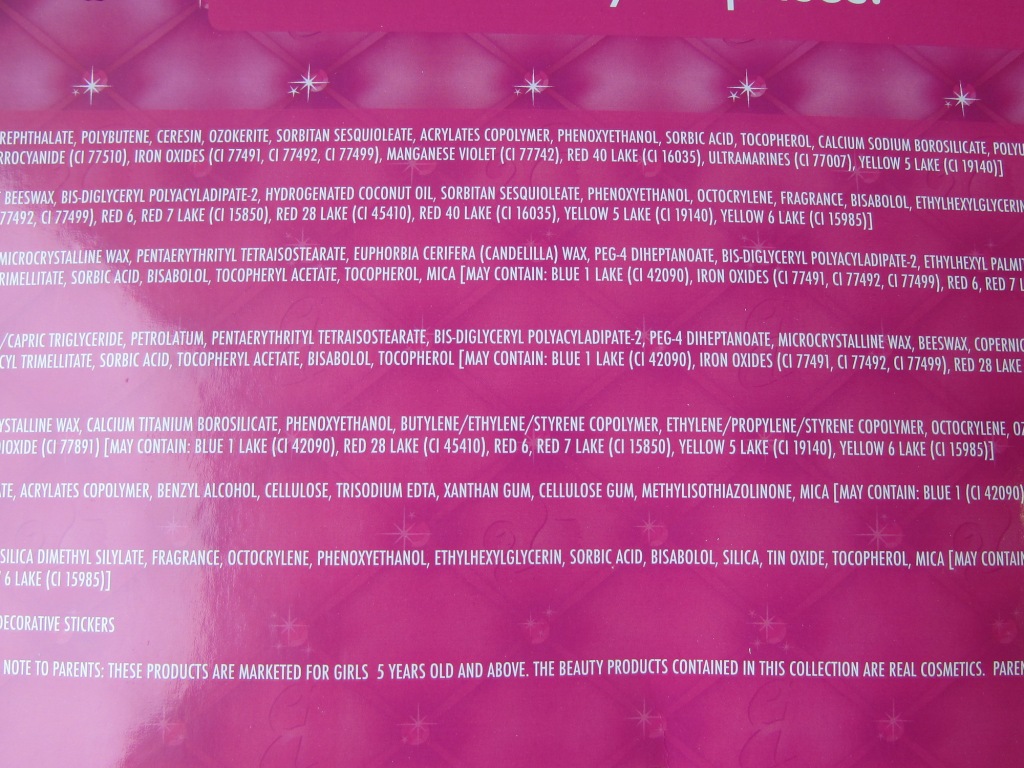 REPHTHALATE, POLYBUTENE, CERESIN, OZOKERITE, SORBITAN SESQUIOLEATE, ACRYLATES COPOLYMER, PHENOXYETHANOL, SORBIC ACID, TOCOPHEROL, CALCIUM SODIUM BOROSILICATE, POLYU
RROCYANIDE (CI 77510), IRON OXIDES (CI 77491, CI 77492, CI 77499), MANGANESE VIOLET (CI 77742), RED 40 LAKE (CI 16035), ULTRAMARINES (CI 77007), YELLOW 5 LAKE (CI 19140)]
BEESWAX, BIS-DIGLYCERYL POLYACYLADIPATE-2, HYDROGENATED COCONUT OIL, SORBITAN SESQUIOLEATE, PHENOXYETHANOL, OCTOCRYLENE, FRAGRANCE, BISABOLOL, ETHYLHEXYLGLYCERIN
77492, CI 77499), RED 6, RED 7 LAKE (CI 15850), RED 28 LAKE (CI 45410), RED 40 LAKE (CI 16035), YELLOW 5 LAKE (CI 19140), YELLOW 6 LAKE (CI 15985)]
MICROCRYSTALLINE WAX, PENTAERYTHRITYL TETRAISOSTEARATE, EUPHORBIA CERIFERA (CANDELILLA) WAX, PEG-4 DIHEPTANOATE, BIS-DIGLYCERYL POLYACYLADIPATE-2, ETHYLHEXYL PALMIT
RIMELLITATE, SORBIC ACID, BISABOLOL, TOCOPHERYL ACETATE, TOCOPHEROL, MICA [MAY CONTAIN: BLUE 1 LAKE (CI 42090), IRON OXIDES (CI 77491, CI 77492, CI 77499), RED 6, RED 7 L
/CAPRIC TRIGLYCERIDE, PETROLATUM, PENTAERYTHRITYL TETRAISOSTEARATE, BIS-DIGLYCERYL POLYACYLADIPATE-2, PEG-4 DIHEPTANOATE, MICROCRYSTALLINE WAX, BEESWAX, COPERNIC
CYL TRIMELLITATE, SORBIC ACID, TOCOPHERYL ACETATE, BISABOLOL, TOCOPHEROL [MAY CONTAIN: BLUE 1 LAKE (CI 42090), IRON OXIDES (CI 77491, CI 77492, CI 77499), RED 28 LAKE
YSTALLINE WAX, CALCIUM TITANIUM BOROSILICATE, PHENOXYETHANOL, BUTYLENE/ETHYLENE/STYRENE COPOLYMER, ETHYLENE/PROPYLENE/STYRENE COPOLYMER, OCTOCRYLENE, OZ
IOXIDE (CI 77891) [MAY CONTAIN: BLUE 1 LAKE (CI 42090), RED 28 LAKE (CI 45410), RED 6, RED 7 LAKE (CI 15850), YELLOW 5 LAKE (CI 19140), YELLOW 6 LAKE (CI 15985)]
TE, ACRYLATES COPOLYMER, BENZYL ALCOHOL, CELLULOSE, TRISODIUM EDTA, XANTHAN GUM, CELLULOSE GUM, METHYLISOTHIAZOLINONE, MICA [MAY CONTAIN: BLUE 1 (CI 42090)
SILICA DIMETHYL SILYLATE, FRAGRANCE, OCTOCRYLENE, PHENOXYETHANOL, ETHYLHEXYLGLYCERIN, SORBIC ACID, BISABOLOL, SILICA, TIN OXIDE, TOCOPHEROL, MICA [MAY CONTAIN
6 LAKE (CI 15985)]
DECORATIVE STICKERS
NOTE TO PARENTS: THESE PRODUCTS ARE MARKETED FOR GIRLS 5 YEARS OLD AND ABOVE. THE BEAUTY PRODUCTS CONTAINED IN THIS COLLECTION ARE REAL COSMETICS. PAREN